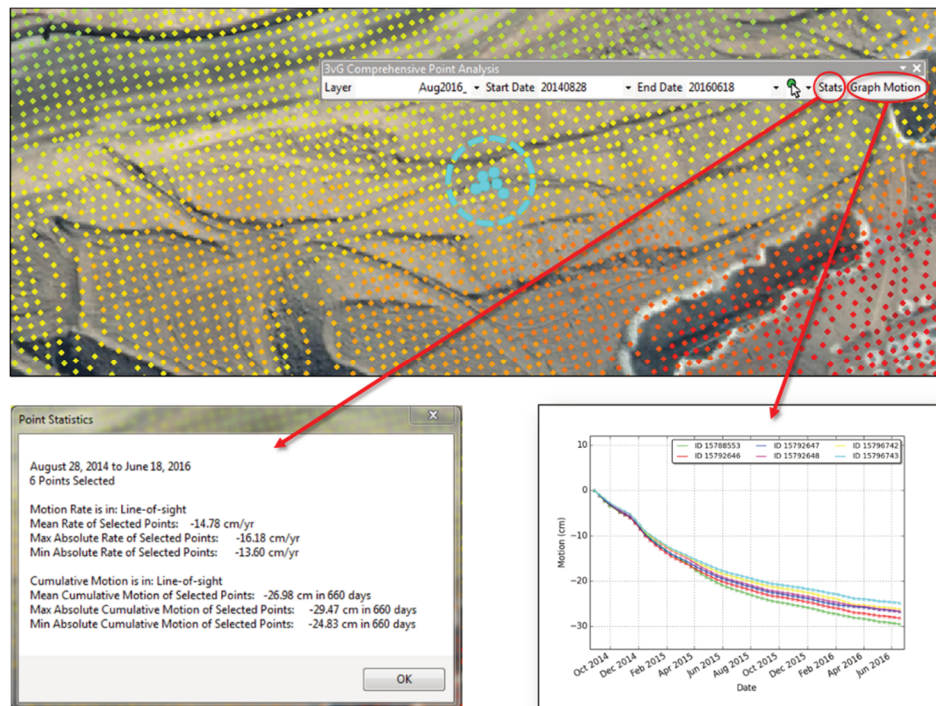 3vG Comprehensive Point Analysis
Layer Aug2016_ Start Date 20140828 End Date 20160618 Stats Graph Motion
Point Statistics
August 28, 2014 to June 18, 2016
6 Points Selected
Motion Rate is in: Line-of-sight
Mean Rate of Selected Points: -14.78 cm/yr
Max Absolute Rate of Selected Points: -16.18 cm/yr
Min Absolute Rate of Selected Points: -13.60 cm/yr
Cumulative Motion is in: Line-of-sight
Mean Cumulative Motion of Selected Points: -26.98 cm in 660 days
Max Absolute Cumulative Motion of Selected Points: -29.47 cm in 660 days
Min Absolute Cumulative Motion of Selected Points: -24.83 cm in 660 days
OK
ID 15788553 ID 15792647 ID 15796742
ID 15792646 ID 15792648 ID 15796743
10
0
−10
−20
−30
Motion (cm)
Oct 2014 Dec 2014 Feb 2015 Apr 2015 Jun 2015 Aug 2015 Oct 2015 Dec 2015 Feb 2016 Apr 2016 Jun 2016
Date